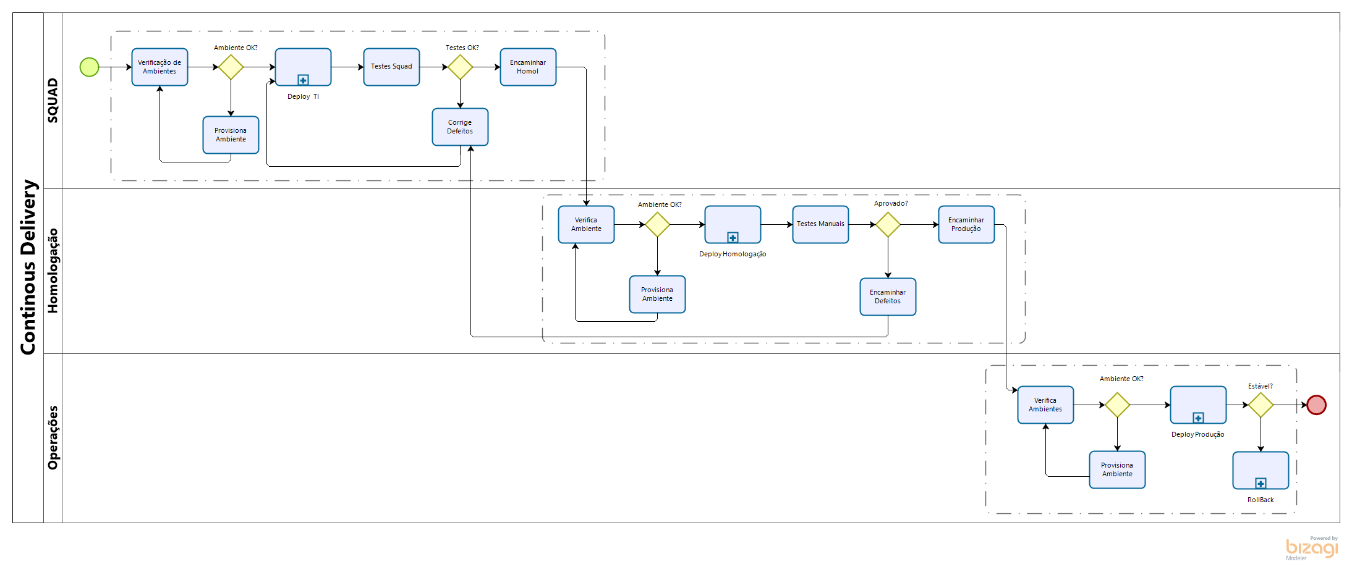 Continous Delivery
SQUAD
Verificação de
Ambientes
Ambiente OK?
Provisiona
Ambiente
Deploy TI
Testes Squad
Testes OK?
Corrige
Defeitos
Encaminhar
Homol
Homologação
Verifica
Ambiente
Ambiente OK?
Provisiona
Ambiente
Deploy Homologação
Testes Manuais
Aprovado?
Encaminhar
Defeitos
Encaminhar
Produção
Operações
Verifica
Ambientes
Ambiente OK?
Provisiona
Ambiente
Deploy Produção
Estável?
RollBack
Powered by
bizagi
Modeler